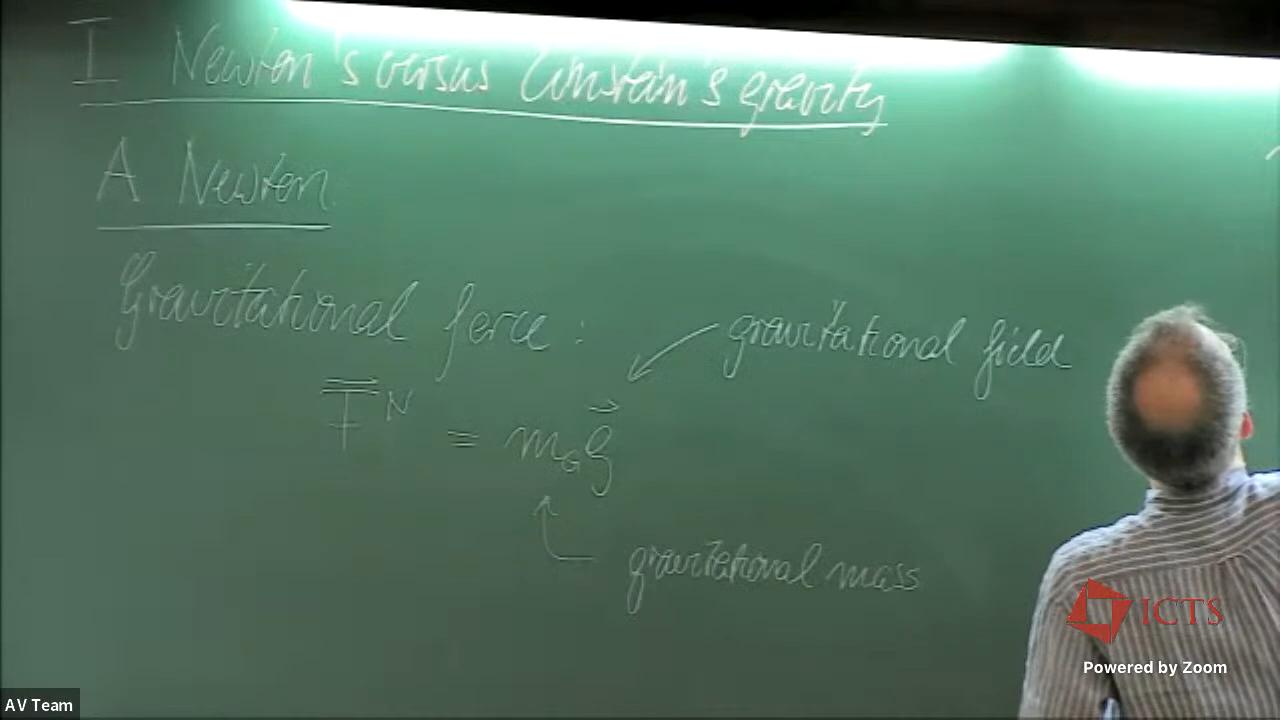 I Newton's versus Einstein's gravity
A Newton
Gravitational force :
gravitational field
F⃗ᴺ = m_G g⃗
gravitational mass
ICTS
Powered by Zoom
AV Team